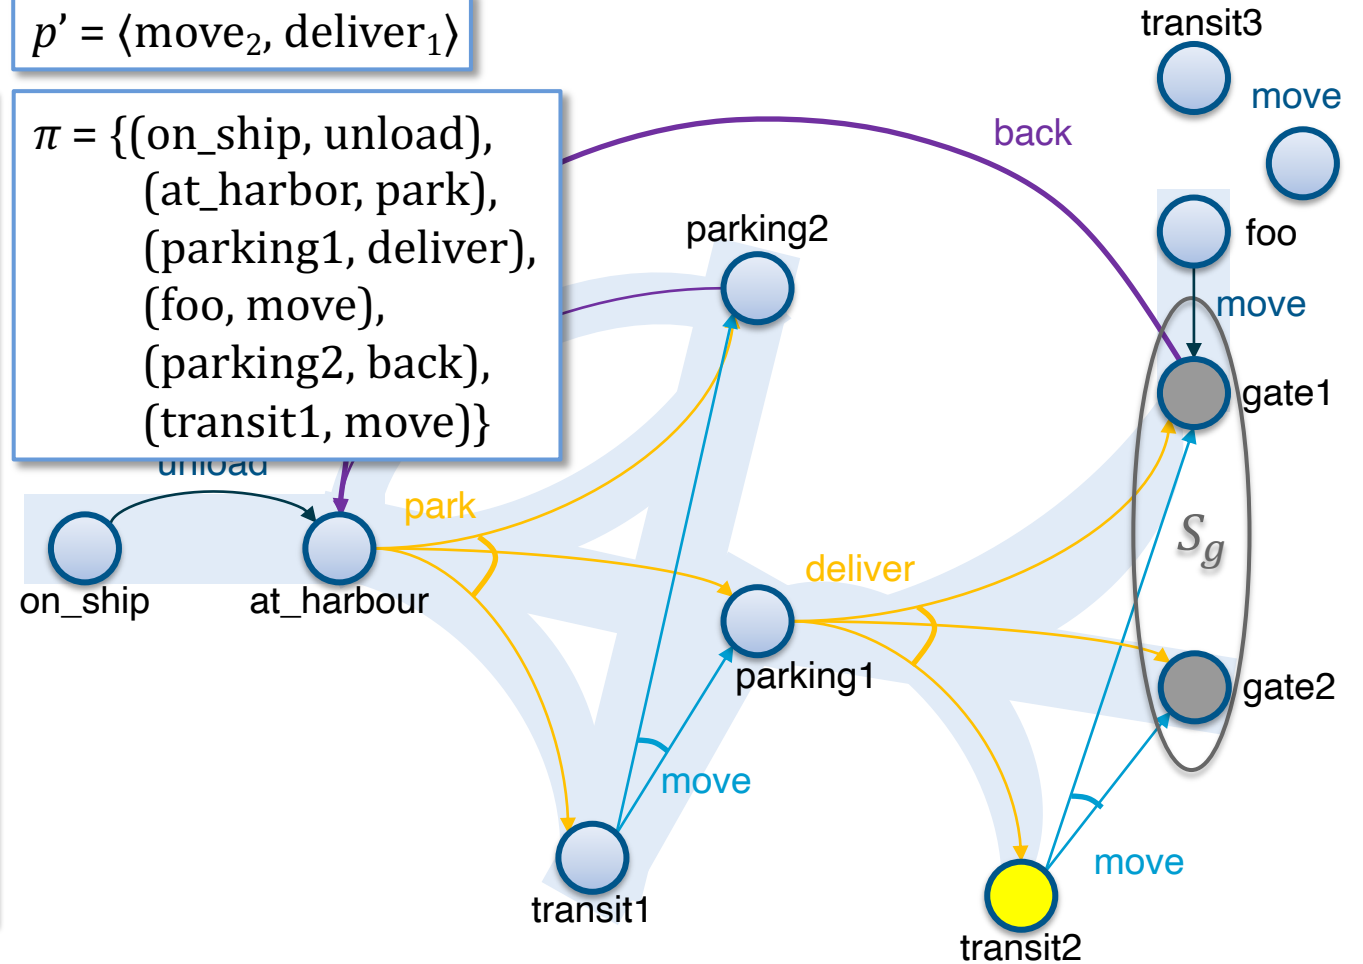 p’ = ⟨move₂, deliver₁⟩
π = {(on_ship, unload),
(at_harbor, park),
(parking1, deliver),
(foo, move),
(parking2, back),
(transit1, move)}
transit3
move
back
parking2
foo
move
gate1
unload
park
S_g
deliver
on_ship
at_harbour
parking1
gate2
move
move
transit1
transit2